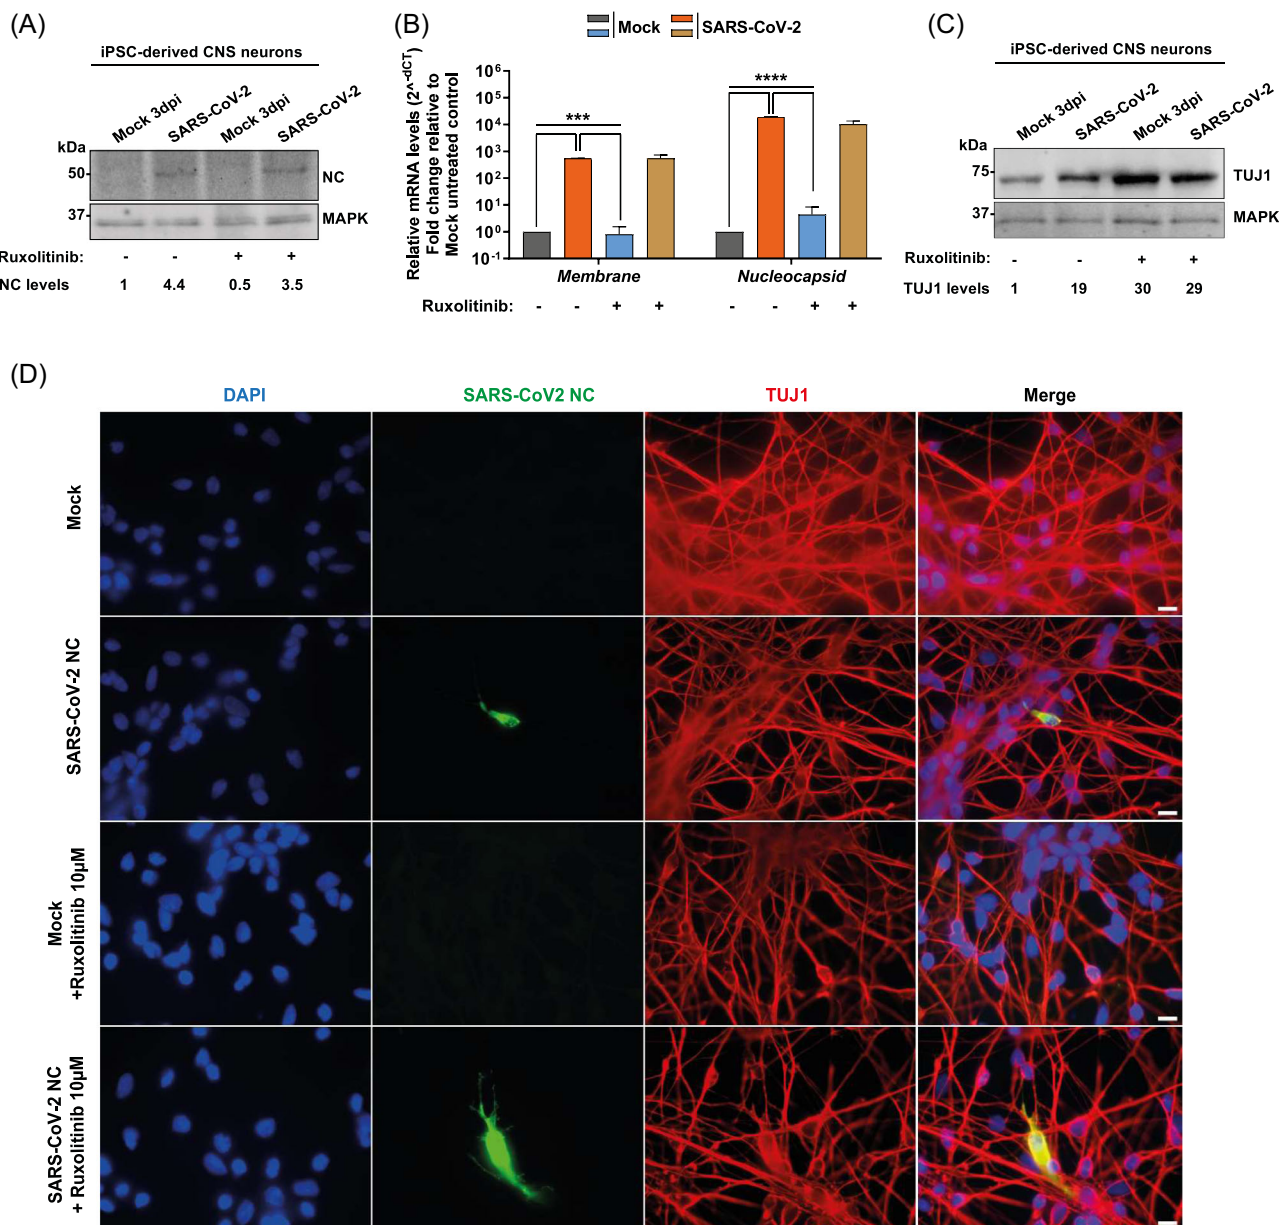 (A)
iPSC-derived CNS neurons
Mock 3dpi
SARS-CoV-2
Mock 3dpi
SARS-CoV-2
kDa
50
NC
37
MAPK
Ruxolitinib: - - + +
NC levels 1 4.4 0.5 3.5
(B)
Mock
SARS-CoV-2
Relative mRNA levels (2^-dCT)
Fold change relative to
Mock untreated control
10⁶
10⁵
10⁴
10³
10²
10¹
10⁰
10⁻¹
***
****
Membrane
Nucleocapsid
Ruxolitinib: - - + + - - + +
(C)
iPSC-derived CNS neurons
Mock 3dpi
SARS-CoV-2
Mock 3dpi
SARS-CoV-2
kDa
75
TUJ1
37
MAPK
Ruxolitinib: - - + +
TUJ1 levels 1 19 30 29
(D)
DAPI
SARS-CoV2 NC
TUJ1
Merge
Mock
SARS-CoV-2 NC
Mock
+Ruxolitinib 10µM
SARS-CoV-2 NC
+ Ruxolitinib 10µM